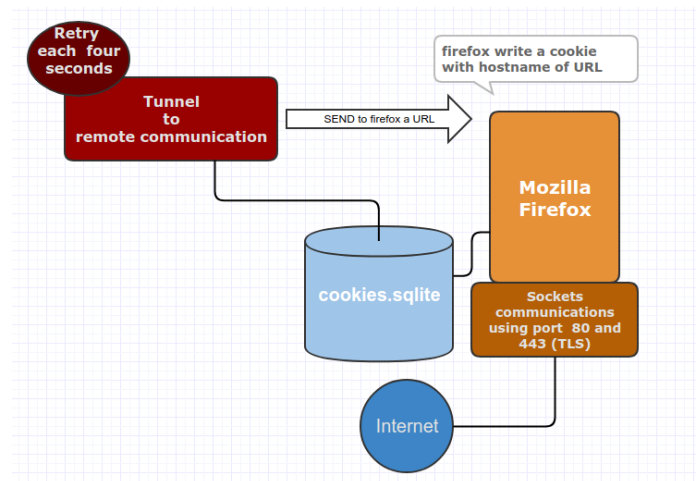 Retry
each four
seconds
Tunnel
to
remote communication
SEND to firefox a URL
firefox write a cookie
with hostname of URL
Mozilla
Firefox
cookies.sqlite
Sockets
communications
using port 80 and
443 (TLS)
Internet